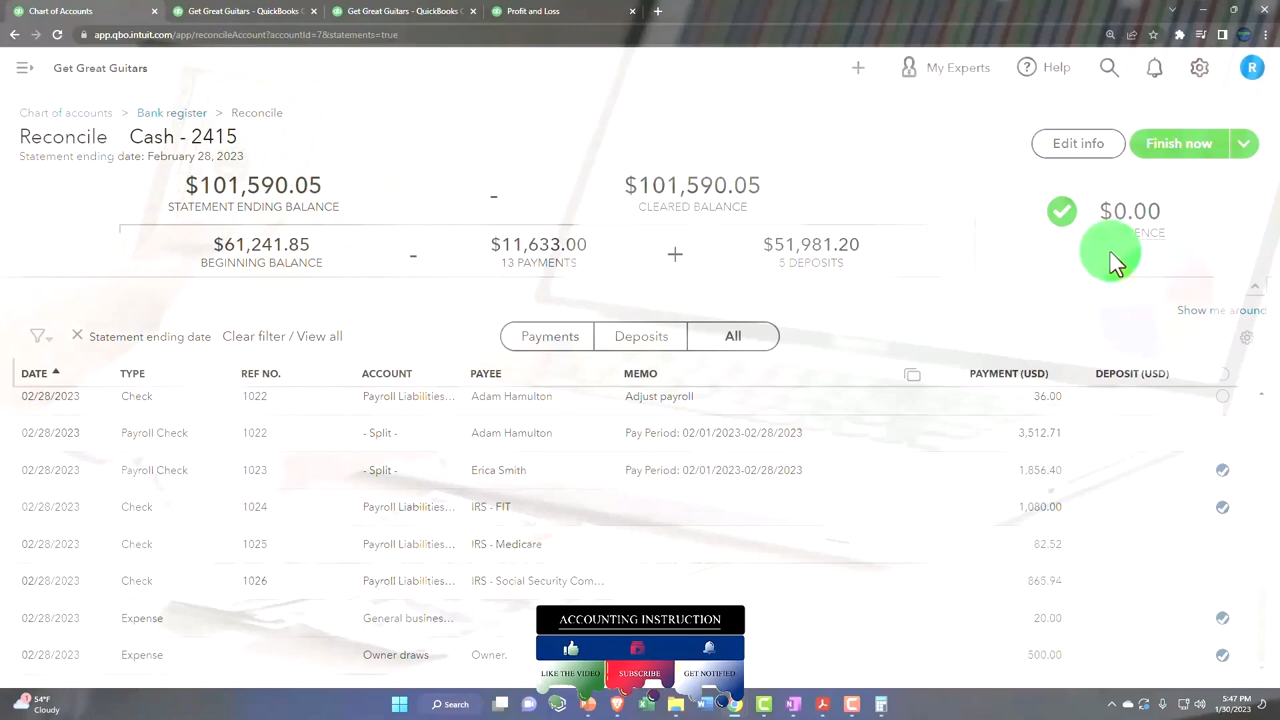 Chart of Accounts
Get Great Guitars - QuickBooks
Get Great Guitars - QuickBooks
Profit and Loss
app.qbo.intuit.com/app/reconcileAccount?accountId=7&statements=true
Get Great Guitars
My Experts
Help
R
Chart of accounts > Bank register > Reconcile
Reconcile Cash - 2415
Edit info
Finish now
Statement ending date: February 28, 2023
$101,590.05 - $101,590.05
STATEMENT ENDING BALANCE CLEARED BALANCE
$0.00
$61,241.85 - $11,633.00 + $51,981.20
BEGINNING BALANCE 13 PAYMENTS 5 DEPOSITS
Show me around
Statement ending date Clear filter / View all
Payments Deposits All
DATE TYPE REF NO. ACCOUNT PAYEE MEMO PAYMENT (USD) DEPOSIT (USD)
02/28/2023 Check 1022 Payroll Liabilities... Adam Hamulton Adjust payroll 36.00
02/28/2023 Payroll Check 1022 - Split - Adam Hamulton Pay Period: 02/01/2023-02/28/2023 3,512.71
02/28/2023 Payroll Check 1023 - Split - Erica Smith Pay Period: 02/01/2023-02/28/2023 1,856.40
02/28/2023 Check 1024 Payroll Liabilities... IRS - FIT 1,080.00
02/28/2023 Check 1025 Payroll Liabilities... IRS - Medicare 82.52
02/28/2023 Check 1026 Payroll Liabilities... IRS - Social Security Com... 865.94
02/28/2023 Expense General busines... 20.00
02/28/2023 Expense Owner draws Owner. 500.00
ACCOUNTING INSTRUCTION
LIKE THE VIDEO SUBSCRIBE GET NOTIFIED
54°F
Cloudy
Search
5:47 PM
1/30/2023